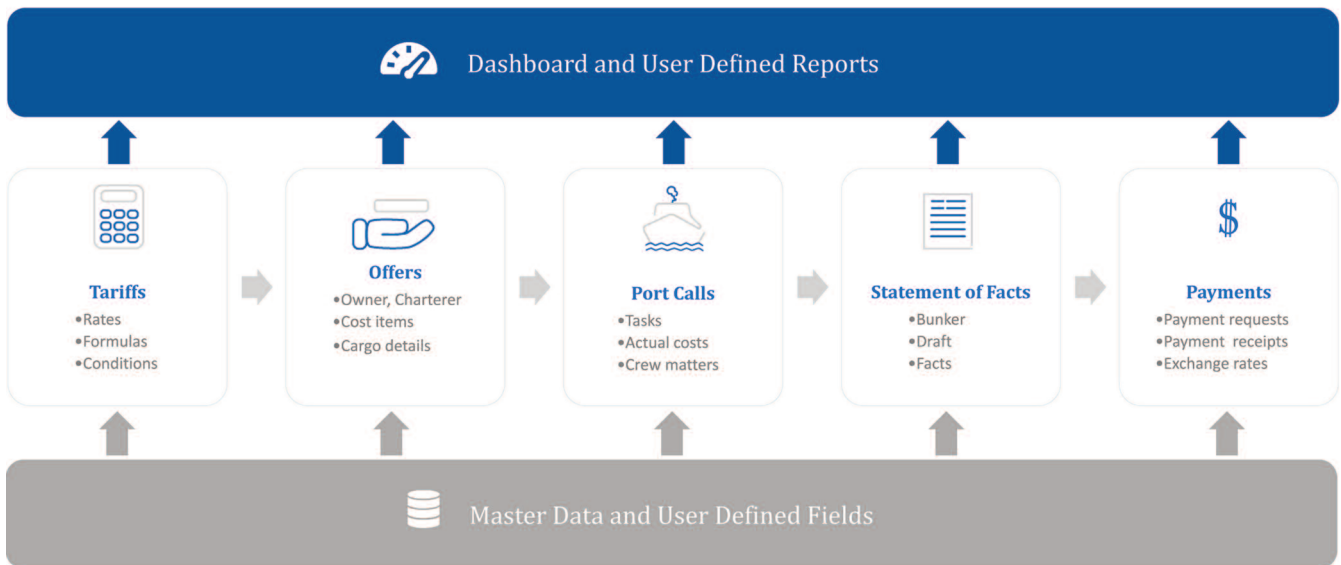 Dashboard and User Defined Reports
Tariffs
•Rates
•Formulas
•Conditions
Offers
•Owner, Charterer
•Cost items
•Cargo details
Port Calls
•Tasks
•Actual costs
•Crew matters
Statement of Facts
•Bunker
•Draft
•Facts
$
Payments
•Payment requests
•Payment receipts
•Exchange rates
Master Data and User Defined Fields